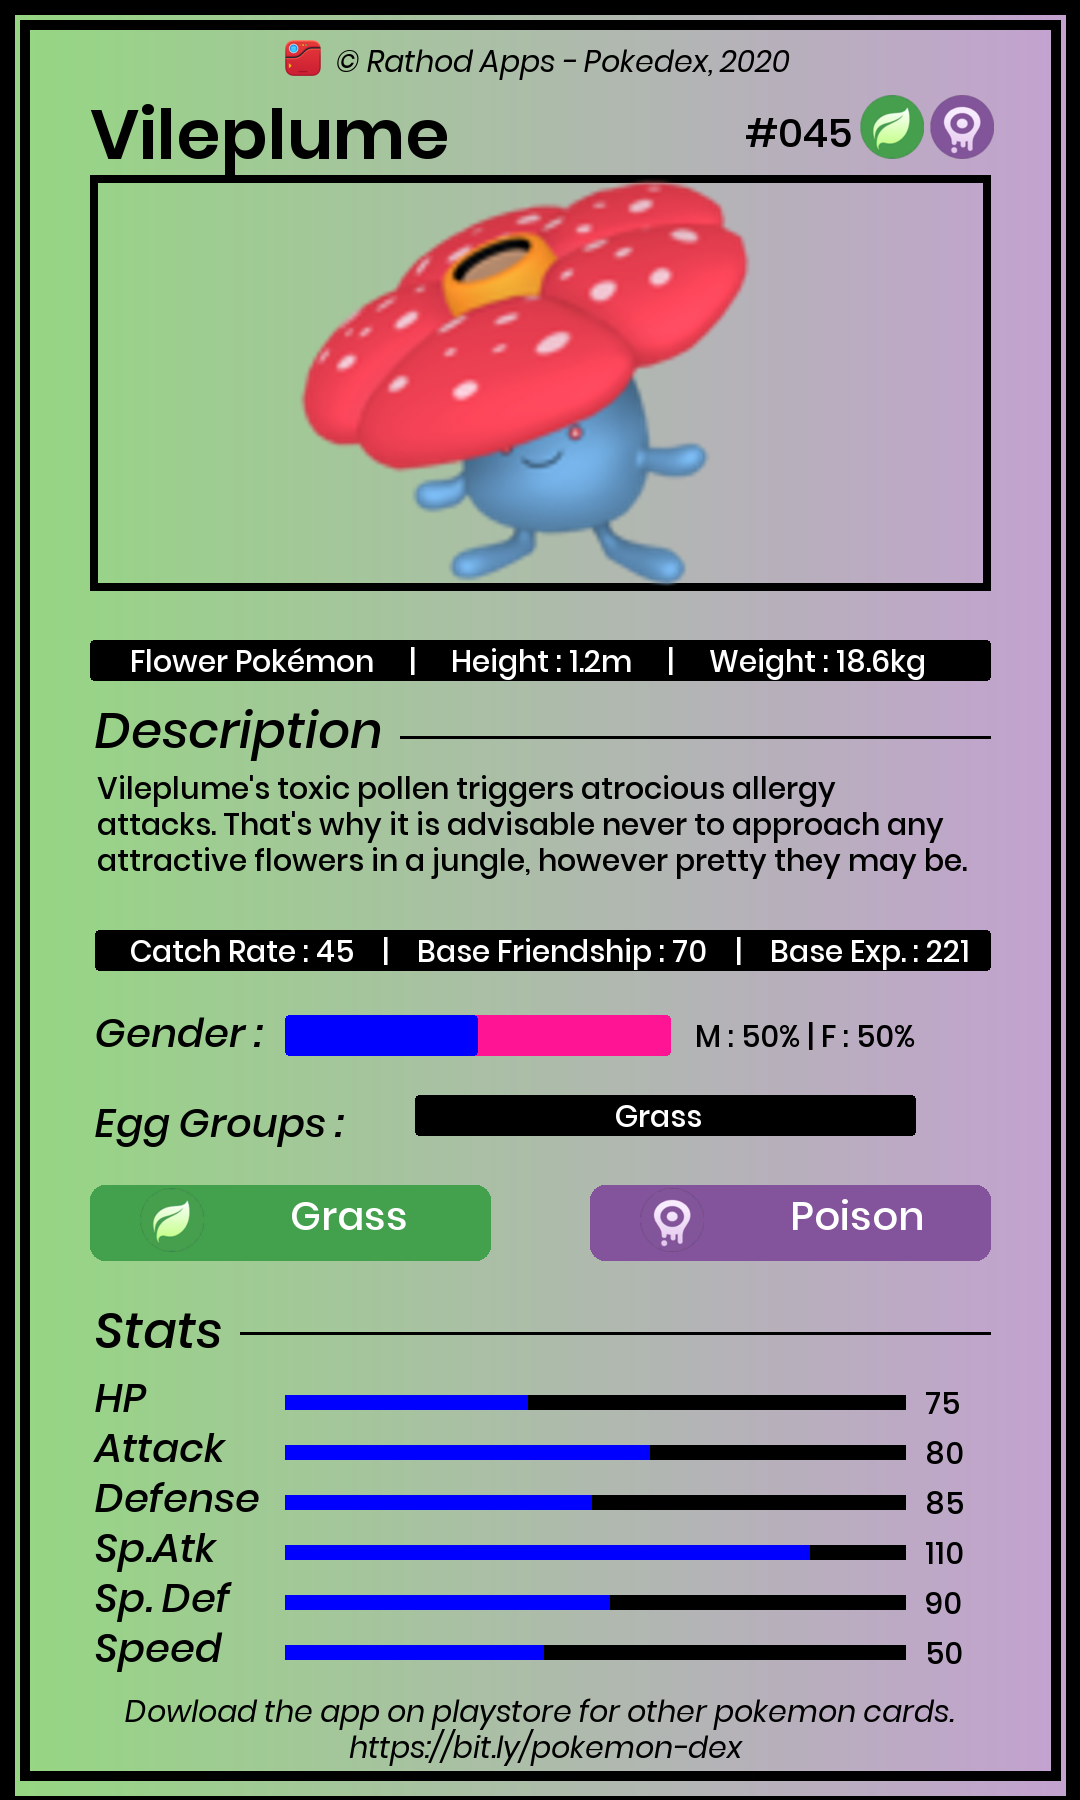 © Rathod Apps - Pokedex, 2020
Vileplume #045
Flower Pokémon | Height : 1.2m | Weight : 18.6kg
Description
Vileplume's toxic pollen triggers atrocious allergy
attacks. That's why it is advisable never to approach any
attractive flowers in a jungle, however pretty they may be.
Catch Rate : 45 | Base Friendship : 70 | Base Exp. : 221
Gender : M : 50% | F : 50%
Egg Groups : Grass
Grass Poison
Stats
HP 75
Attack 80
Defense 85
Sp.Atk 110
Sp. Def 90
Speed 50
Dowload the app on playstore for other pokemon cards.
https://bit.ly/pokemon-dex